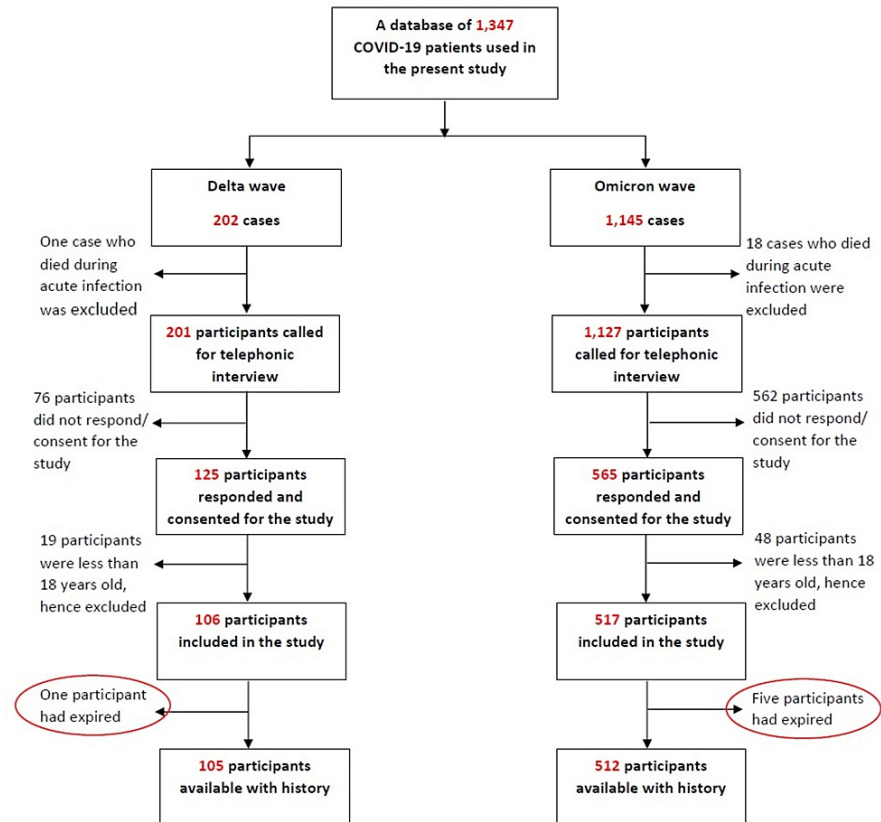 A database of 1,347
COVID-19 patients used in
the present study
Delta wave
202 cases
Omicron wave
1,145 cases
One case who
died during
acute infection
was excluded
18 cases who
died during
acute
infection were
excluded
201 participants called
for telephonic
interview
1,127 participants
called for telephonic
interview
76 participants
did not respond/
consent for the
study
562 participants
did not respond/
consent for the
study
125 participants
responded and
consented for the study
565 participants
responded and
consented for the study
19 participants
were less than
18 years old,
hence excluded
48 participants
were less than 18
years old, hence
excluded
106 participants
included in the study
517 participants
included in the study
One participant
had expired
Five participants
had expired
105 participants
available with history
512 participants
available with history